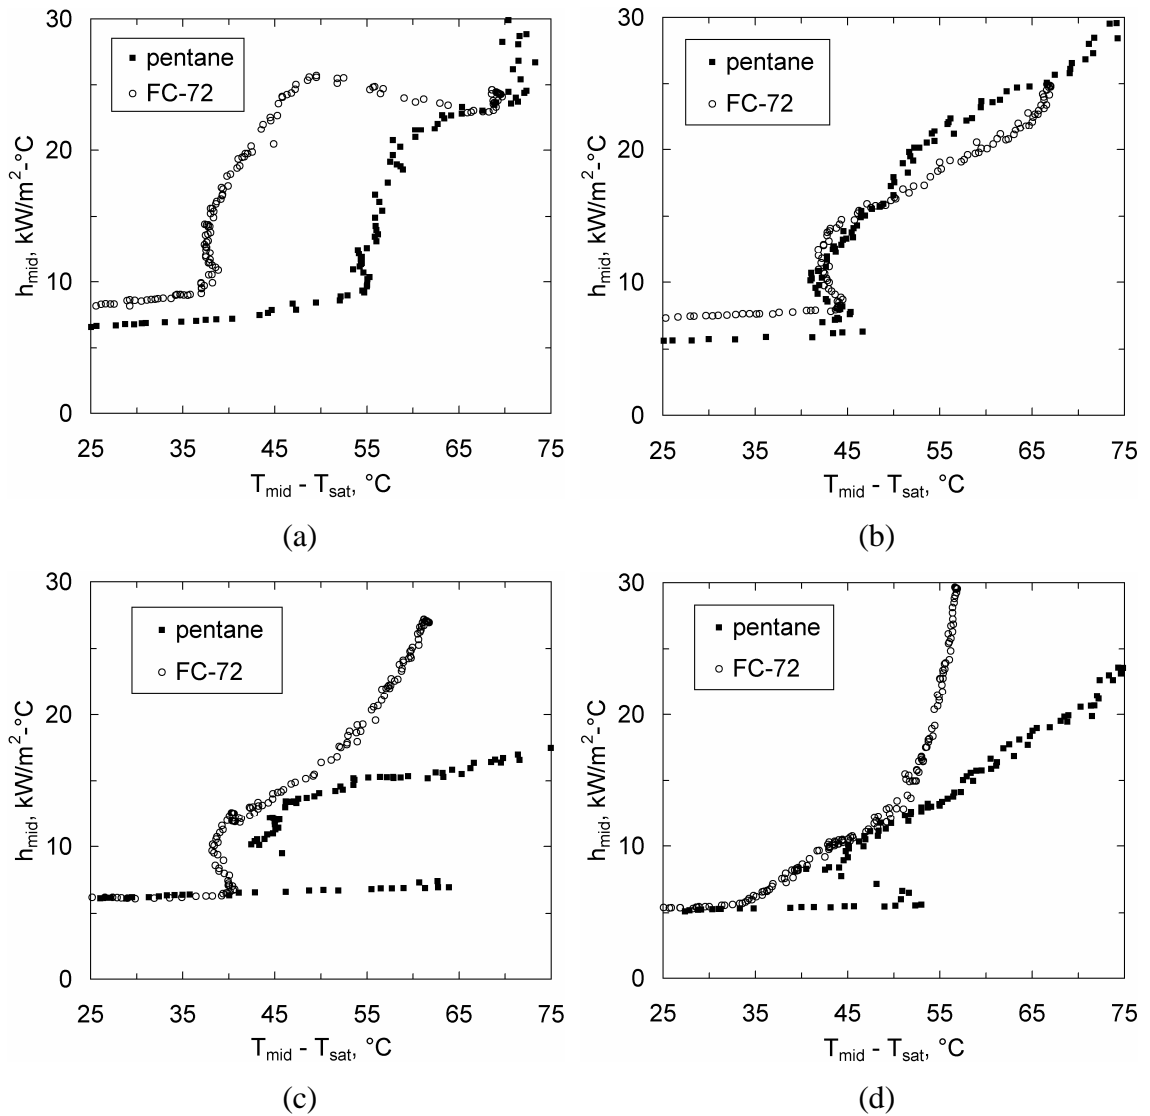 30
20
10
0
h_mid, kW/m²-°C
pentane
FC-72
25 35 45 55 65 75
T_mid - T_sat, °C
(a)
30
20
10
0
h_mid, kW/m²-°C
pentane
FC-72
25 35 45 55 65 75
T_mid - T_sat, °C
(b)
30
20
10
0
h_mid, kW/m²-°C
pentane
FC-72
25 35 45 55 65 75
T_mid - T_sat, °C
(c)
30
20
10
0
h_mid, kW/m²-°C
pentane
FC-72
25 35 45 55 65 75
T_mid - T_sat, °C
(d)